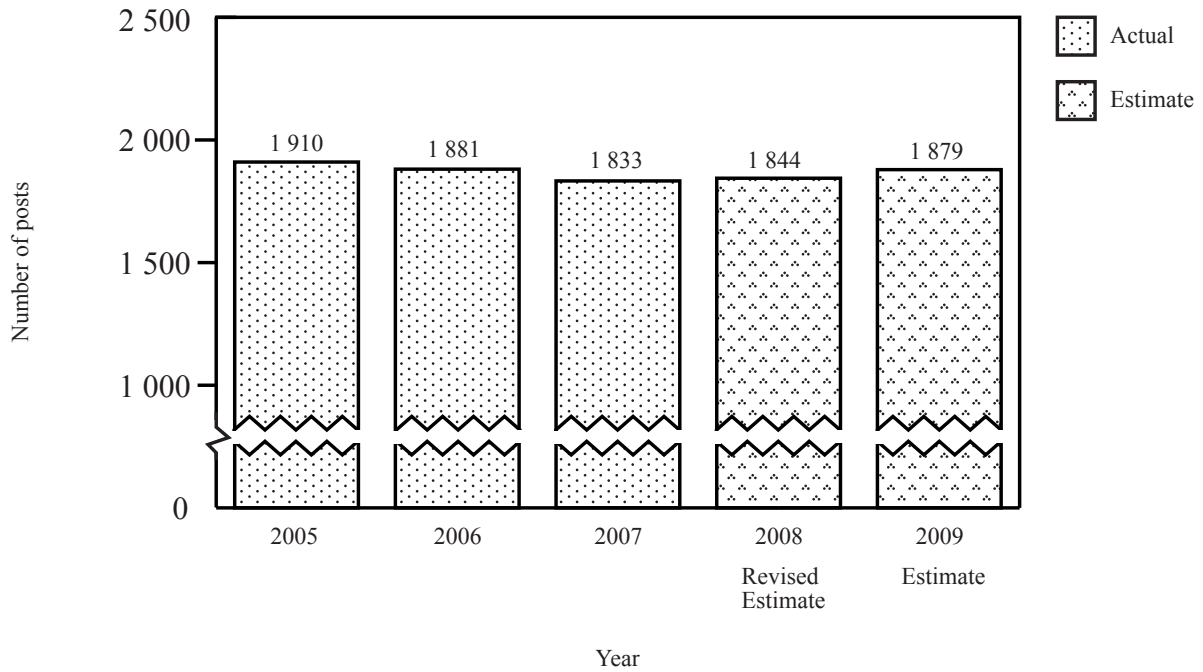 2 500
2 000
1 500
1 000
0
Number of posts
1 910
1 881
1 833
1 844
1 879
2005
2006
2007
2008
Revised
Estimate
2009
Estimate
Year
Actual
Estimate